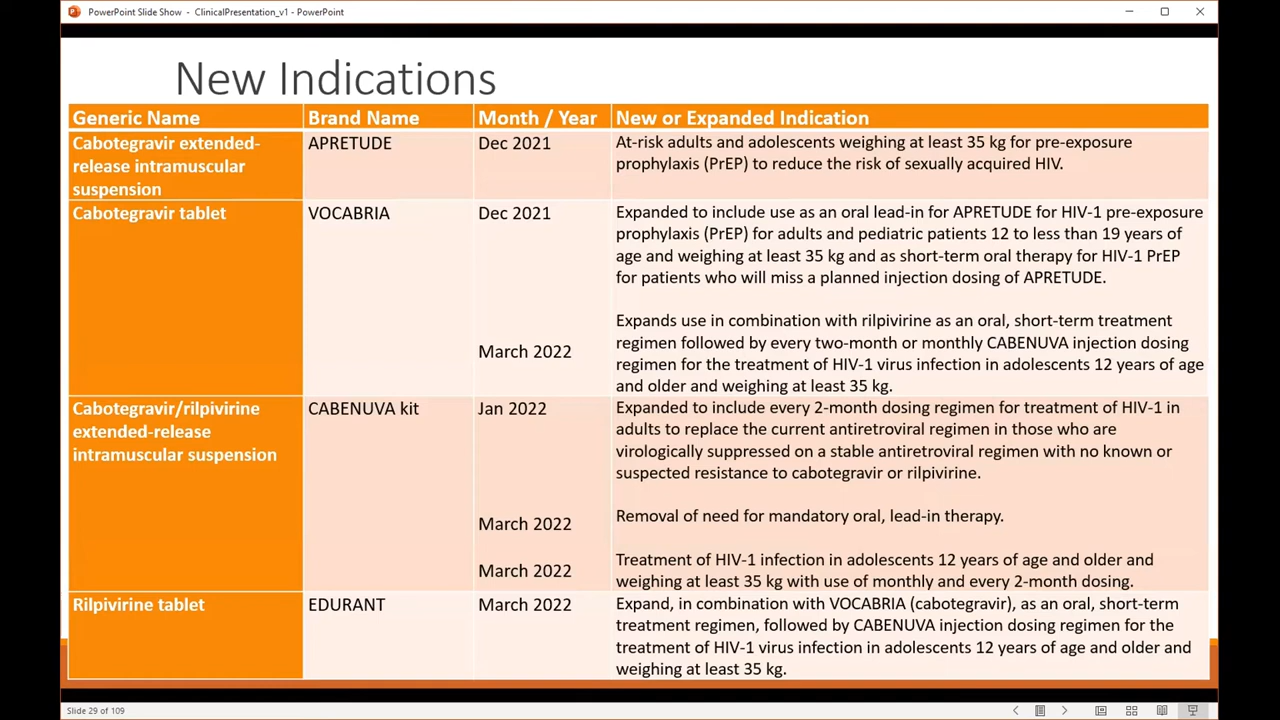 PowerPoint Slide Show - ClinicalPresentation_v1 - PowerPoint
New Indications
Generic Name
Brand Name
Month / Year
New or Expanded Indication
Cabotegravir extended-
release intramuscular
suspension
APRETUDE
Dec 2021
At-risk adults and adolescents weighing at least 35 kg for pre-exposure
prophylaxis (PrEP) to reduce the risk of sexually acquired HIV.
Cabotegravir tablet
VOCABRIA
Dec 2021
Expanded to include use as an oral lead-in for APRETUDE for HIV-1 pre-exposure
prophylaxis (PrEP) for adults and pediatric patients 12 to less than 19 years of
age and weighing at least 35 kg and as short-term oral therapy for HIV-1 PrEP
for patients who will miss a planned injection dosing of APRETUDE.
March 2022
Expands use in combination with rilpivirine as an oral, short-term treatment
regimen followed by every two-month or monthly CABENUVA injection dosing
regimen for the treatment of HIV-1 virus infection in adolescents 12 years of age
and older and weighing at least 35 kg.
Cabotegravir/rilpivirine
extended-release
intramuscular suspension
CABENUVA kit
Jan 2022
Expanded to include every 2-month dosing regimen for treatment of HIV-1 in
adults to replace the current antiretroviral regimen in those who are
virologically suppressed on a stable antiretroviral regimen with no known or
suspected resistance to cabotegravir or rilpivirine.
March 2022
Removal of need for mandatory oral, lead-in therapy.
March 2022
Treatment of HIV-1 infection in adolescents 12 years of age and older and
weighing at least 35 kg with use of monthly and every 2-month dosing.
Rilpivirine tablet
EDURANT
March 2022
Expand, in combination with VOCABRIA (cabotegravir), as an oral, short-term
treatment regimen, followed by CABENUVA injection dosing regimen for the
treatment of HIV-1 virus infection in adolescents 12 years of age and older and
weighing at least 35 kg.
Slide 29 of 109